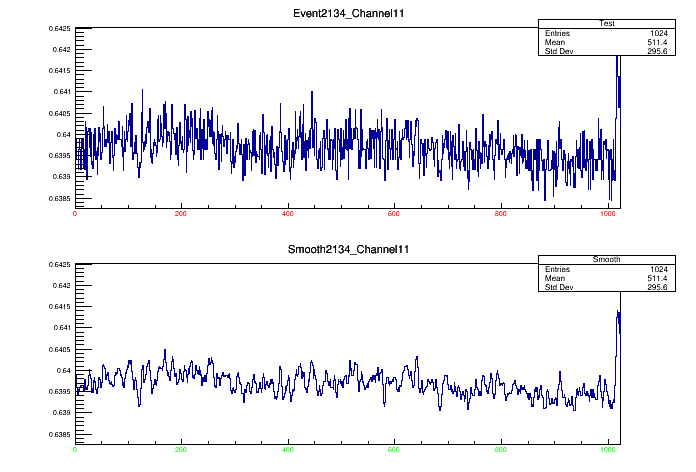 Event2134_Channel11
Test
Entries 1024
Mean 511.4
Std Dev 295.6
0.6425
0.642
0.6415
0.641
0.6405
0.64
0.6395
0.639
0.6385
0 200 400 600 800 1000
Smooth2134_Channel11
Smooth
Entries 1024
Mean 511.4
Std Dev 295.6
0.6425
0.642
0.6415
0.641
0.6405
0.64
0.6395
0.639
0.6385
0 200 400 600 800 1000